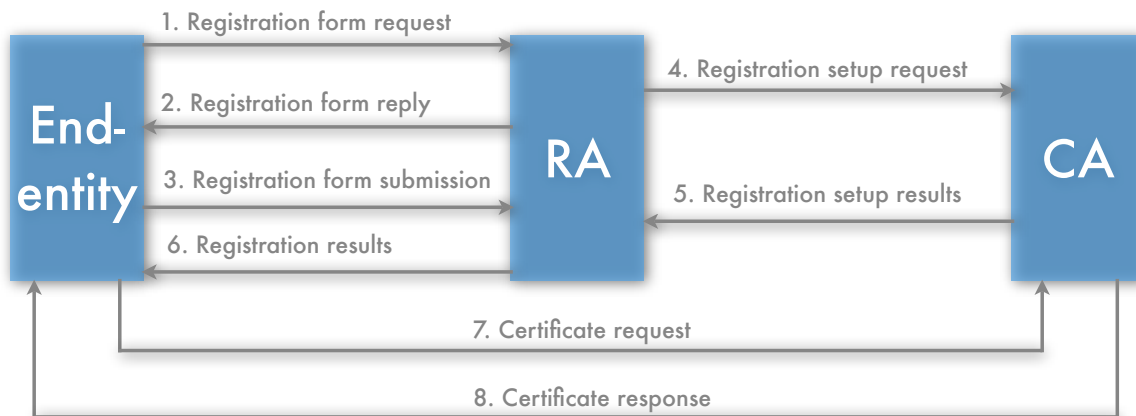 1. Registration form request
4. Registration setup request
2. Registration form reply
End-
entity
RA
CA
3. Registration form submission
5. Registration setup results
6. Registration results
7. Certificate request
8. Certificate response